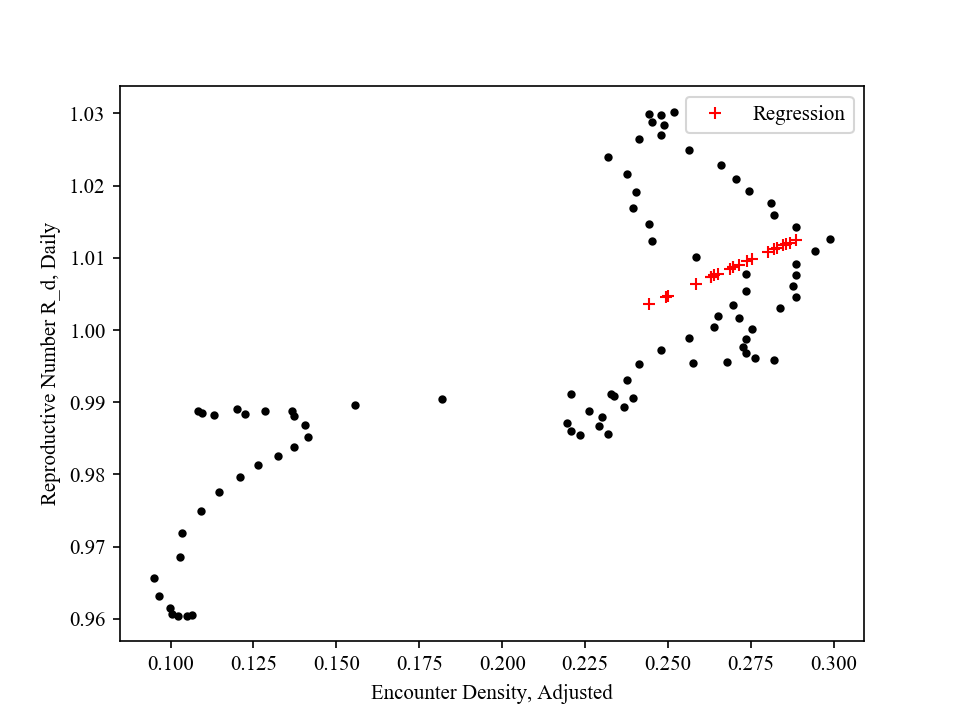 Regression
1.03
1.02
1.01
1.00
0.99
0.98
0.97
0.96
Reproductive Number R_d, Daily
0.100 0.125 0.150 0.175 0.200 0.225 0.250 0.275 0.300
Encounter Density, Adjusted